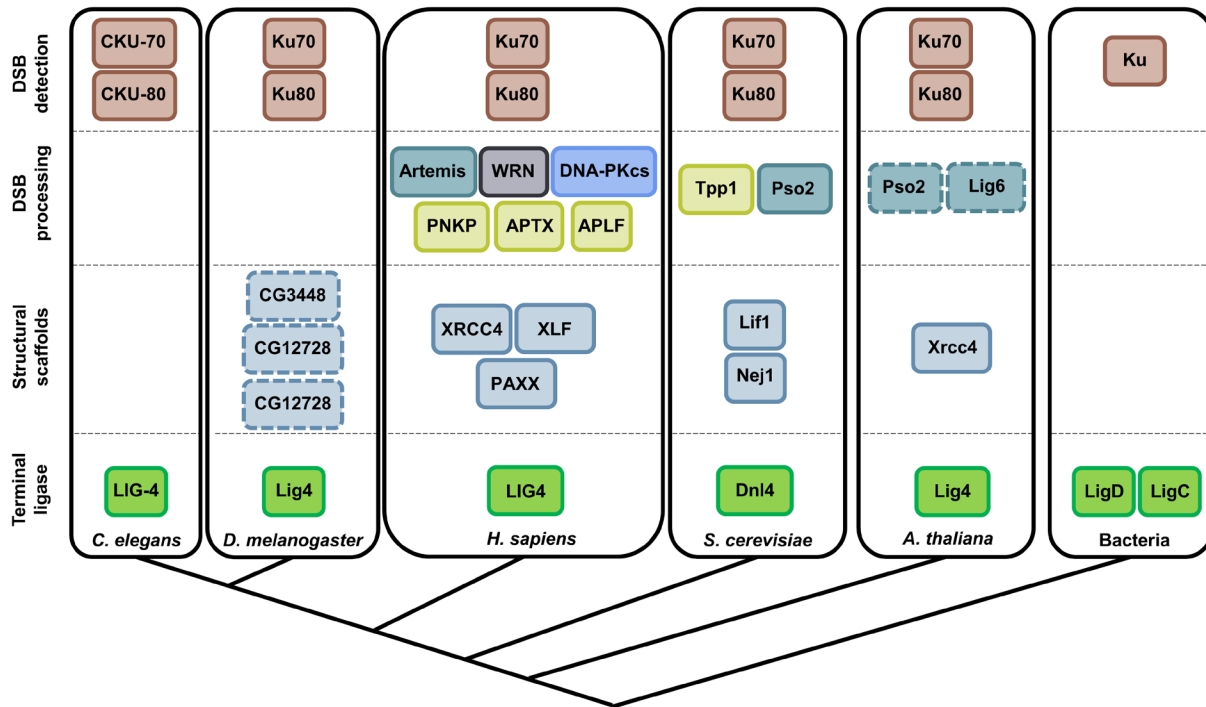 DSB
detection
CKU-70
CKU-80
Ku70
Ku80
Ku70
Ku80
Ku70
Ku80
Ku70
Ku80
Ku
DSB
processing
Artemis
WRN
DNA-PKcs
PNKP
APTX
APLF
Tpp1
Pso2
Pso2
Lig6
Structural
scaffolds
CG3448
CG12728
CG12728
XRCC4
XLF
PAXX
Lif1
Nej1
Xrcc4
Terminal
ligase
LIG-4
Lig4
LIG4
Dnl4
Lig4
LigD
LigC
C. elegans
D. melanogaster
H. sapiens
S. cerevisiae
A. thaliana
Bacteria